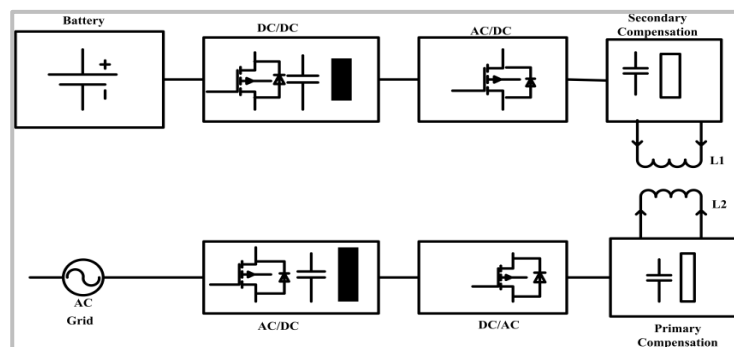 Battery
DC/DC
AC/DC
Secondary
Compensation
L1
L2
AC
Grid
AC/DC
DC/AC
Primary
Compensation